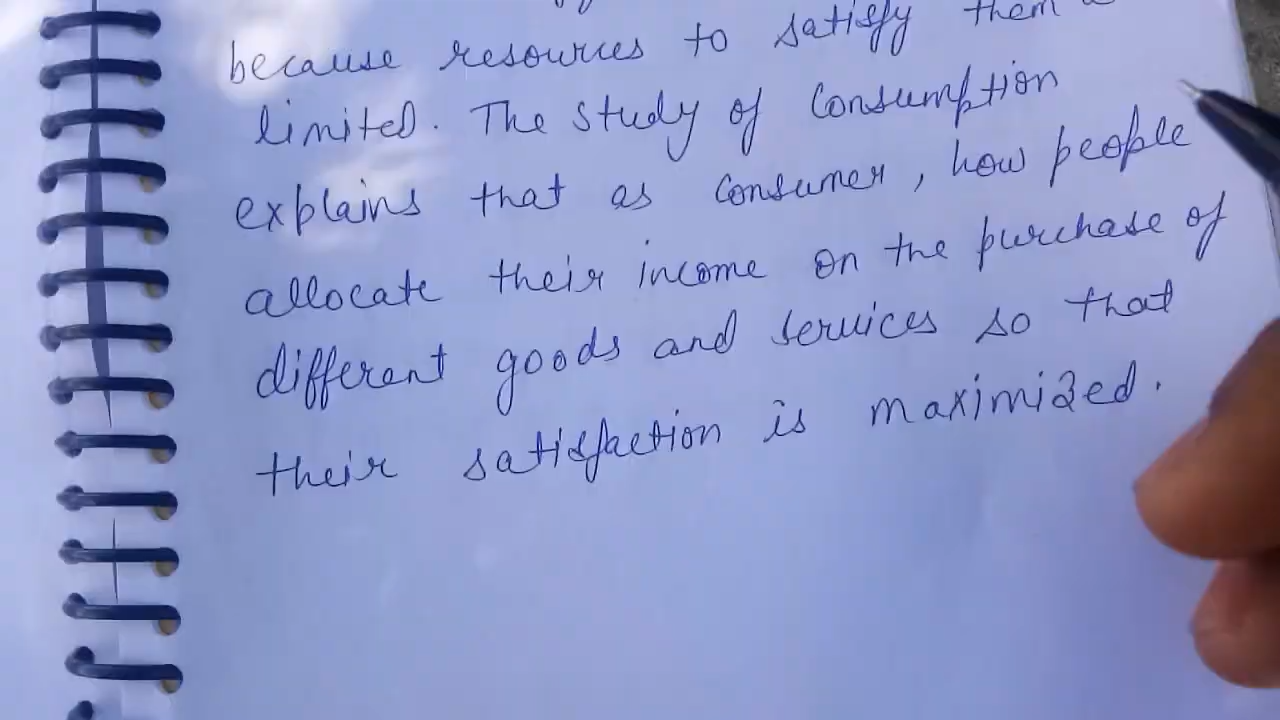 because resources to satisfy them
limited. The study of Consumption
explains that as Consumer, how people
allocate their income on the purchase of
different goods and services so that
their satisfaction is maximized.